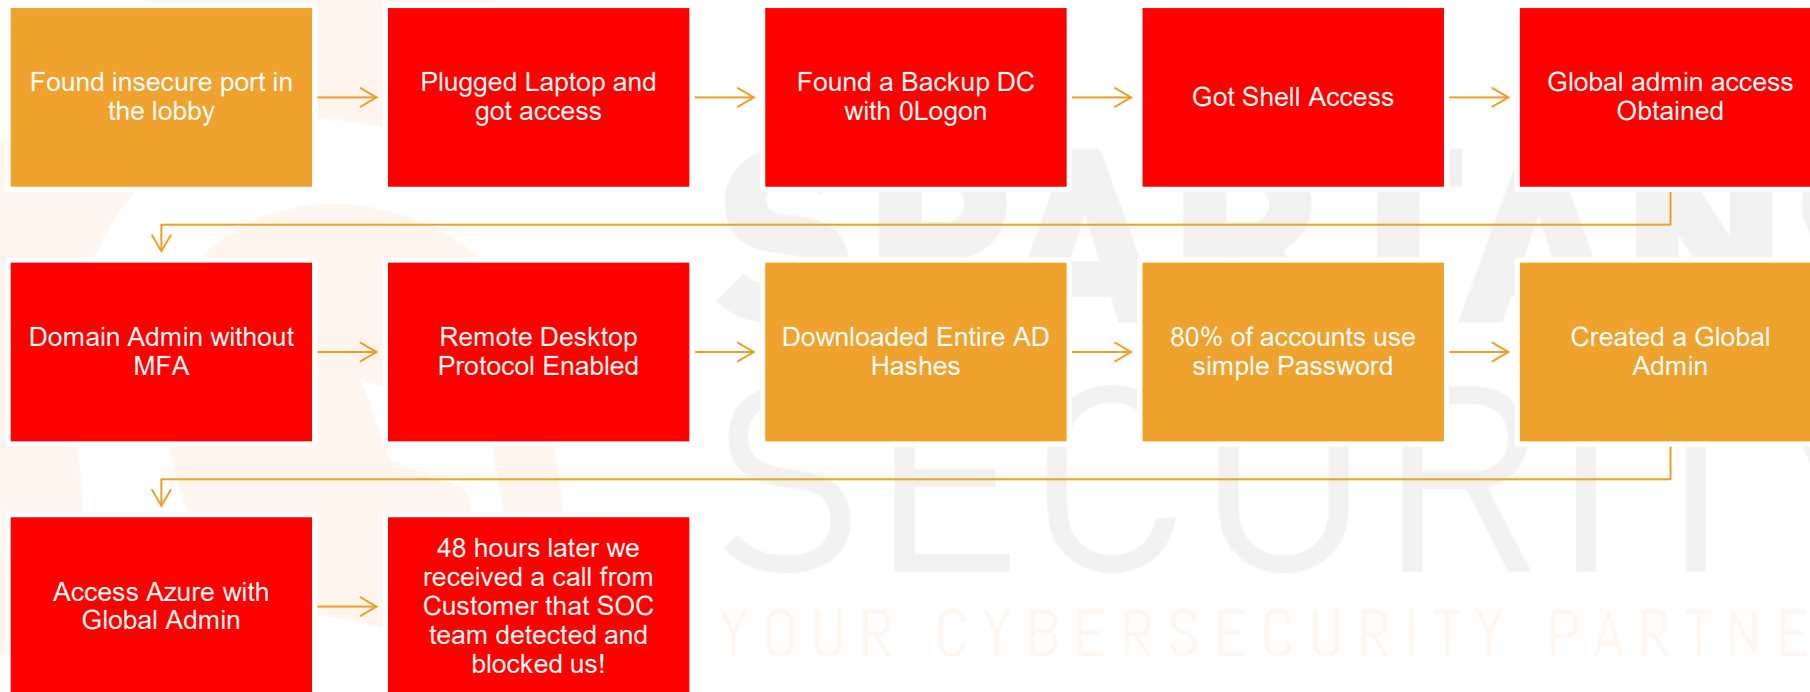 Found insecure port in
the lobby
Plugged Laptop and
got access
Found a Backup DC
with 0Logon
Got Shell Access
Global admin access
Obtained
Domain Admin without
MFA
Remote Desktop
Protocol Enabled
Downloaded Entire AD
Hashes
80% of accounts use
simple Password
Created a Global
Admin
Access Azure with
Global Admin
48 hours later we
received a call from
Customer that SOC
team detected and
blocked us!
SPARTANS
SECURIT
YOUR CYBERSECURITY PARTNE